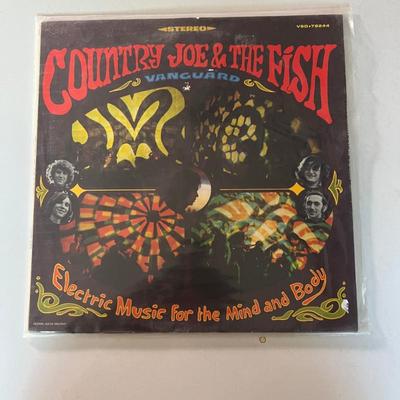 STEREO
VSD•79244
COUNTRY JOE & THE FISH
VANGUARD
Electric Music for the Mind and Body